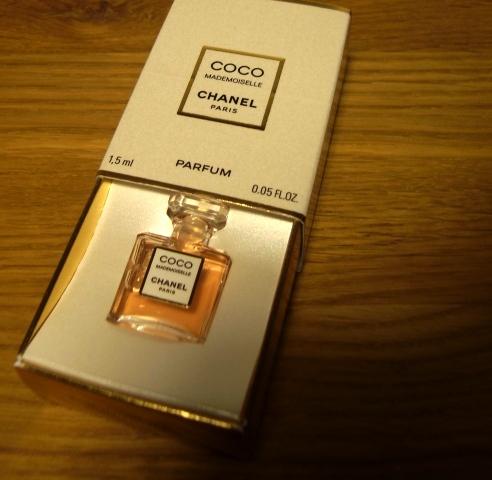 COCO
MADEMOISELLE
CHANEL
PARIS
1,5 ml
PARFUM
0.05 FL.OZ.
COCO
MADEMOISELLE
CHANEL
PARIS